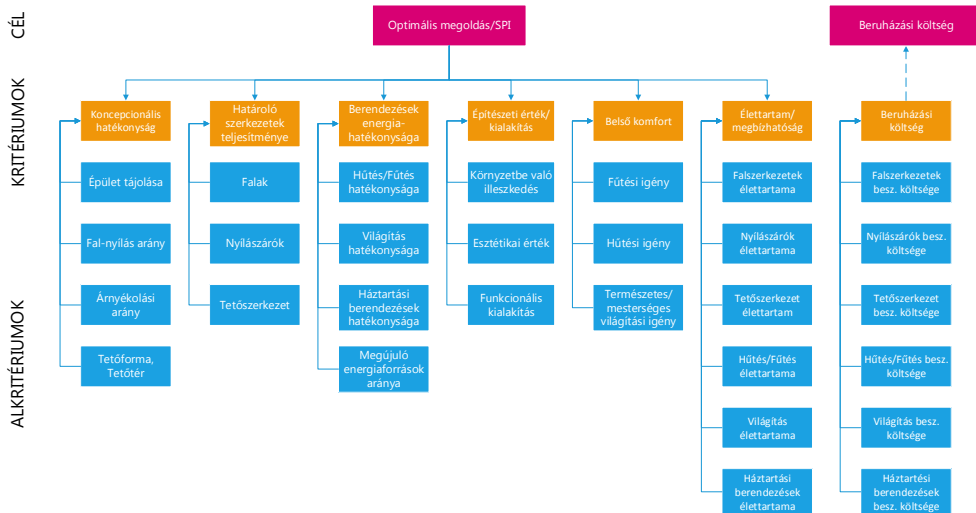 CÉL
Optimális megoldás/SPI
Beruházási költség
KRITÉRIUMOK
Koncepcionális
hatékonyság
Határoló
szerkezetek
teljesítménye
Berendezések
energia-
hatékonysága
Építészeti érték/
kialakítás
Belső komfort
Élettartam/
megbízhatóság
Beruházási
költség
ALKRITÉRIUMOK
Épület tájolása
Fal-nyílás arány
Árnyékolási
arány
Tetőforma,
Tetőtér
Falak
Nyílászárók
Tetőszerkezet
Hűtés/Fűtés
hatékonysága
Világítás
hatékonysága
Háztartási
berendezések
hatékonysága
Megújuló
energiaforrások
aránya
Környezetbe való
illeszkedés
Esztétikai érték
Funkcionális
kialakítás
Fűtési igény
Hűtési igény
Természetes/
mesterséges
világítási igény
Falszerkezetek
élettartama
Nyílászárók
élettartama
Tetőszerkezet
élettartam
Hűtés/Fűtés
élettartama
Világítás
élettartama
Háztartási
berendezések
élettartama
Falszerkezetek
besz. költsége
Nyílászárók besz.
költsége
Tetőszerkezet
besz. költsége
Hűtés/Fűtés besz.
költsége
Világítás besz.
költsége
Háztartési
berendezések
besz. költsége